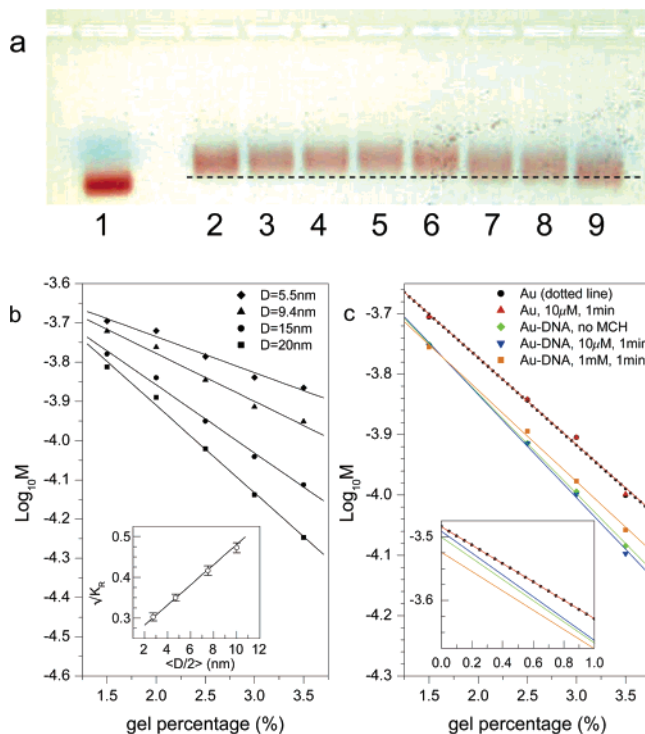 a
1 2 3 4 5 6 7 8 9
b
D=5.5nm
D=9.4nm
D=15nm
D=20nm
Log10M
-3.6
-3.7
-3.8
-3.9
-4.0
-4.1
-4.2
-4.3
-4.4
-4.5
-4.6
√KR
0.5
0.4
0.3
2 4 6 8 10 12
<D/2> (nm)
1.5 2.0 2.5 3.0 3.5
gel percentage (%)
c
Au (dotted line)
Au, 10μM, 1min
Au-DNA, no MCH
Au-DNA, 10μM, 1min
Au-DNA, 1mM, 1min
Log10M
-3.7
-3.8
-3.9
-4.0
-4.1
-4.2
-4.3
-3.5
-3.6
0.0 0.2 0.4 0.6 0.8 1.0
1.5 2.0 2.5 3.0 3.5
gel percentage (%)